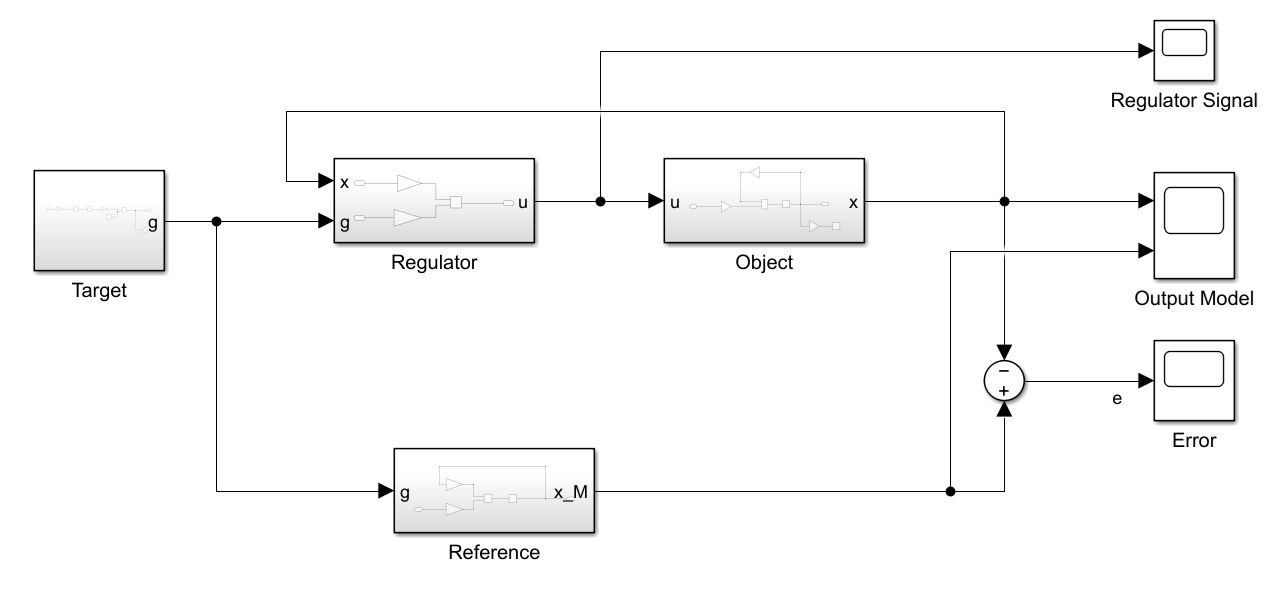 Regulator Signal
x
g
u
Regulator
u
x
Object
g
Target
Output Model
−
+
e
Error
g
x_M
Reference